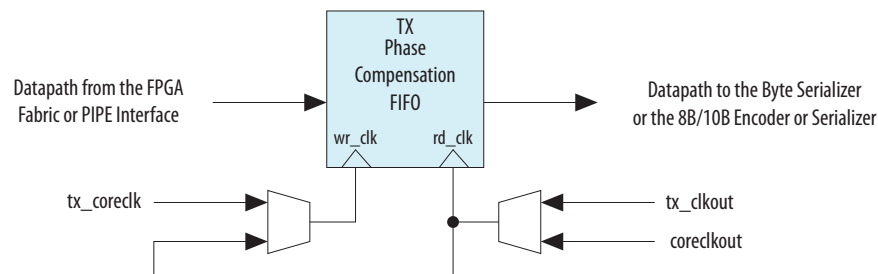 TX
Phase
Compensation
FIFO
Datapath from the FPGA
Fabric or PIPE Interface
Datapath to the Byte Serializer
or the 8B/10B Encoder or Serializer
wr_clk
rd_clk
tx_coreclk
tx_clkout
coreclkout